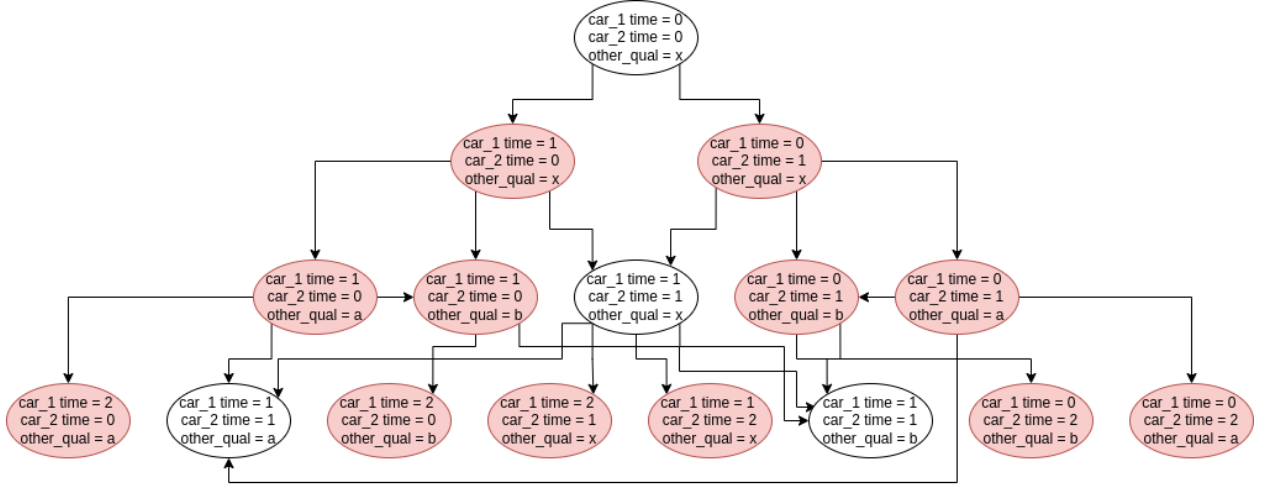 car_1 time = 0
car_2 time = 0
other_qual = x
car_1 time = 1
car_2 time = 0
other_qual = x
car_1 time = 0
car_2 time = 1
other_qual = x
car_1 time = 1
car_2 time = 0
other_qual = a
car_1 time = 1
car_2 time = 0
other_qual = b
car_1 time = 1
car_2 time = 1
other_qual = x
car_1 time = 0
car_2 time = 1
other_qual = b
car_1 time = 0
car_2 time = 1
other_qual = a
car_1 time = 2
car_2 time = 0
other_qual = a
car_1 time = 1
car_2 time = 1
other_qual = a
car_1 time = 2
car_2 time = 0
other_qual = b
car_1 time = 2
car_2 time = 1
other_qual = x
car_1 time = 1
car_2 time = 2
other_qual = x
car_1 time = 1
car_2 time = 1
other_qual = b
car_1 time = 0
car_2 time = 2
other_qual = b
car_1 time = 0
car_2 time = 2
other_qual = a